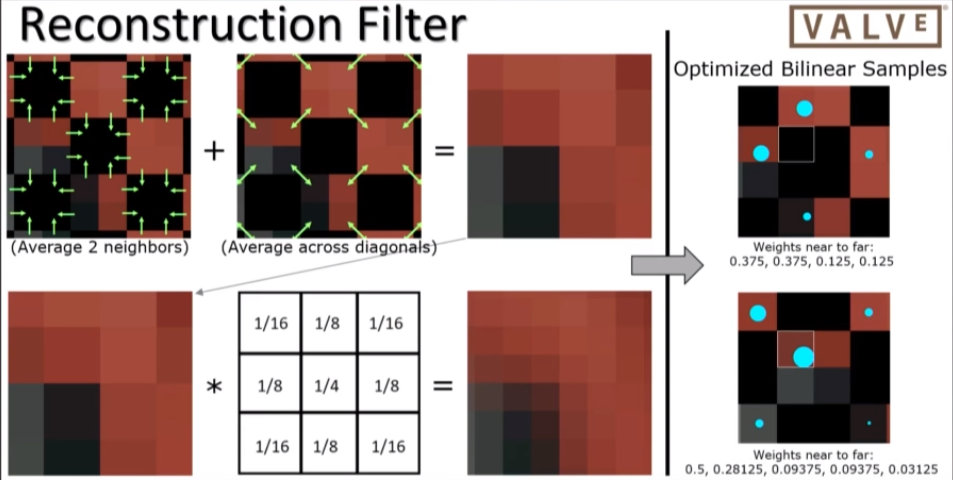 Reconstruction Filter
VALVE
Optimized Bilinear Samples
+
=
(Average 2 neighbors)
(Average across diagonals)
Weights near to far:
0.375, 0.375, 0.125, 0.125
*
1/16 1/8 1/16
1/8 1/4 1/8
1/16 1/8 1/16
=
Weights near to far:
0.5, 0.28125, 0.09375, 0.09375, 0.03125